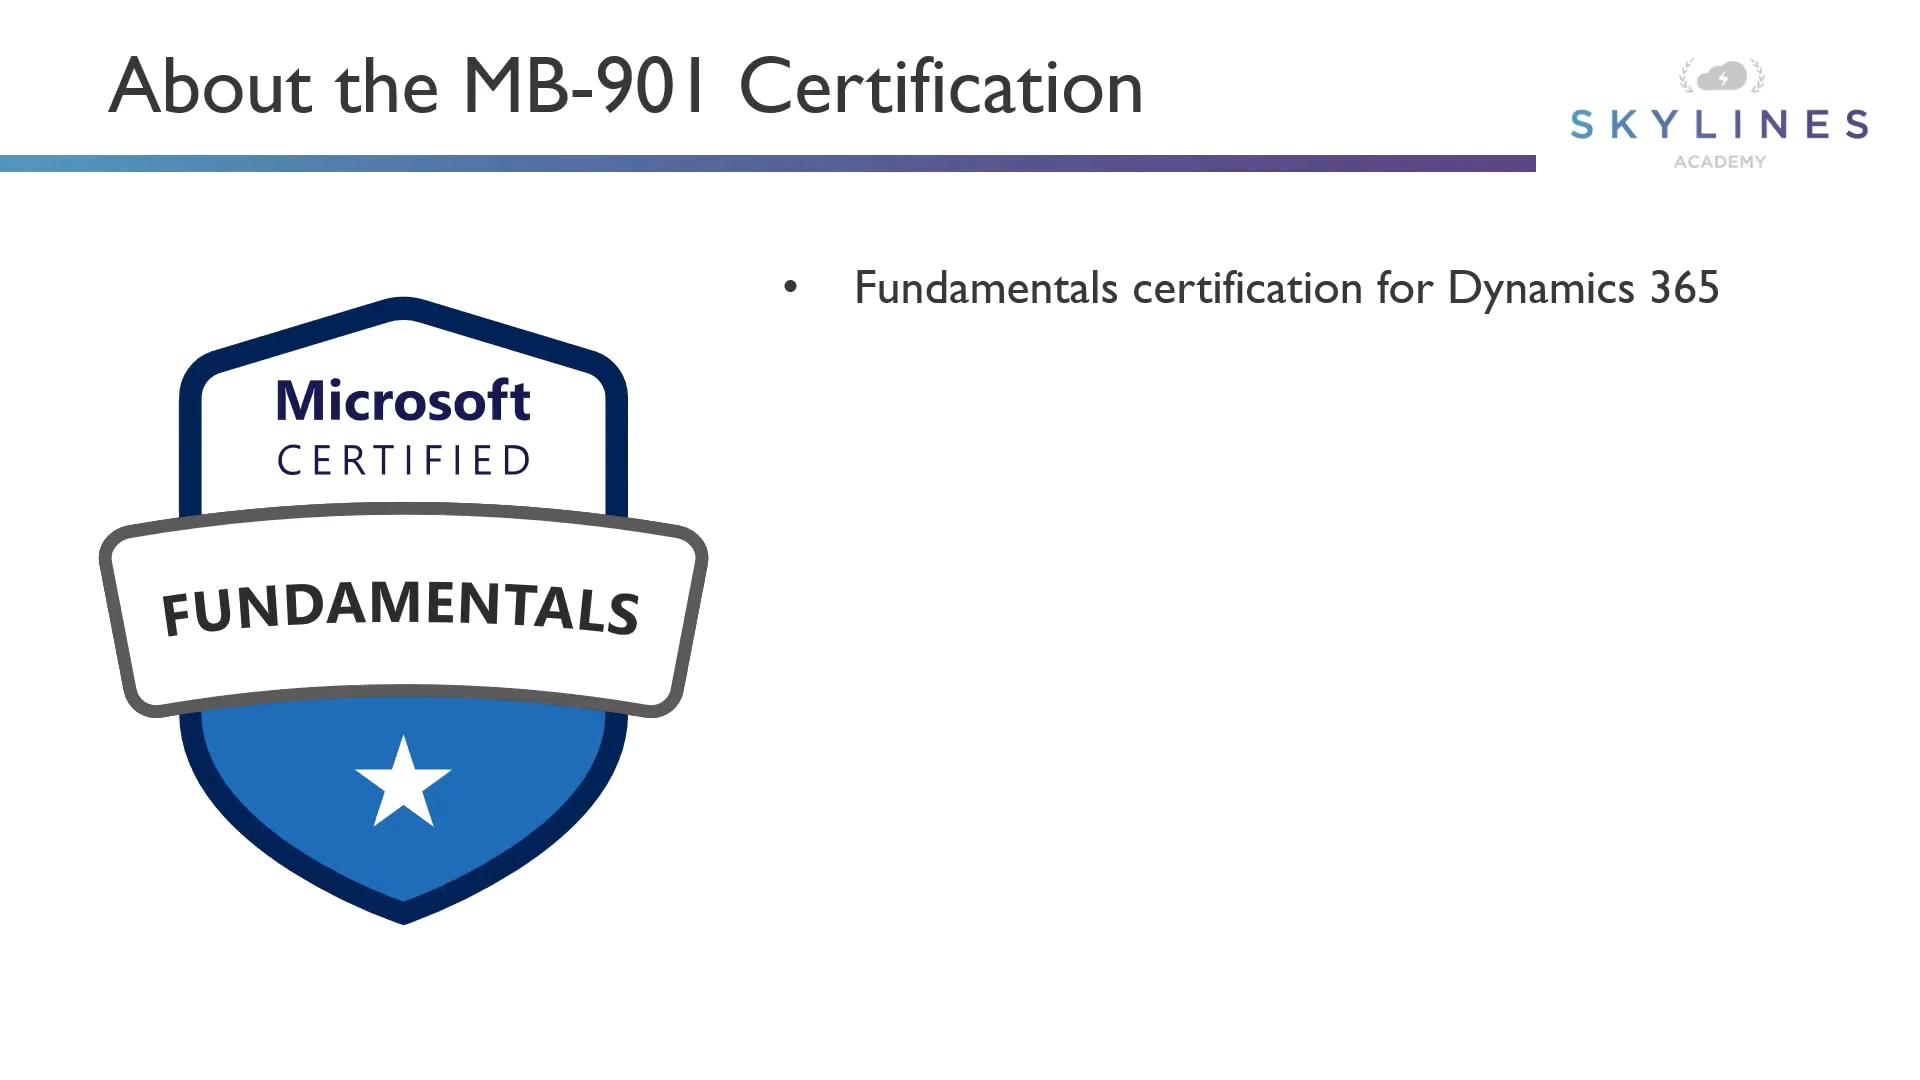 About the MB-901 Certification
SKYLINES
ACADEMY
• Fundamentals certification for Dynamics 365
Microsoft
CERTIFIED
FUNDAMENTALS